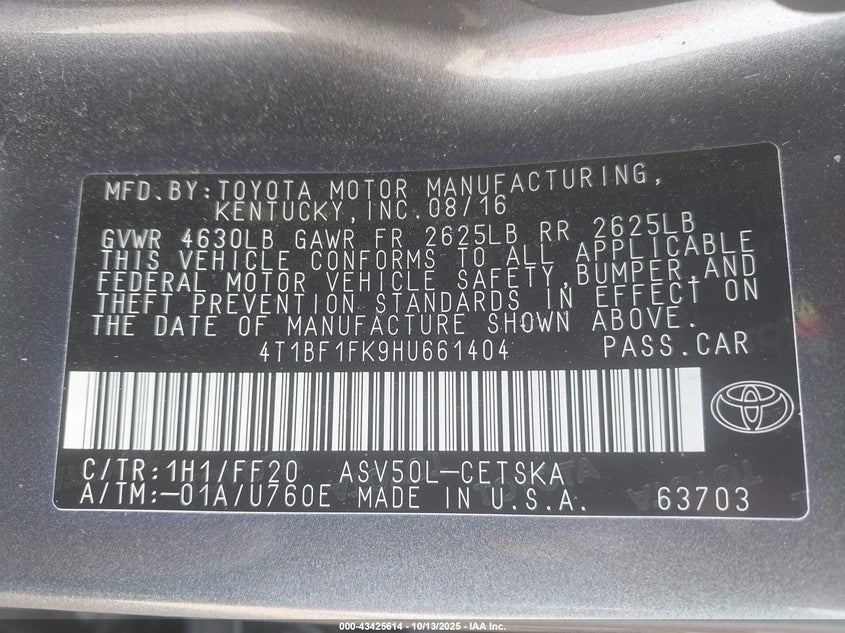 MFD.BY:TOYOTA MOTOR MANUFACTURING,
KENTUCKY,INC.08/16
GVWR 4630LB GAWR FR 2625LB RR 2625LB
THIS VEHICLE CONFORMS TO ALL APPLICABLE
FEDERAL MOTOR VEHICLE SAFETY,BUMPER,AND
THEFT PREVENTION STANDARDS IN EFFECT ON
THE DATE OF MANUFACTURE SHOWN ABOVE.
4T1BF1FK9HU661404 PASS.CAR
C/TR:1H1/FF20 ASV50L-CETSKA
A/TM:-01A/U760E MADE IN U.S.A. 63703
000-43425614 - 10/13/2025 - IAA Inc.